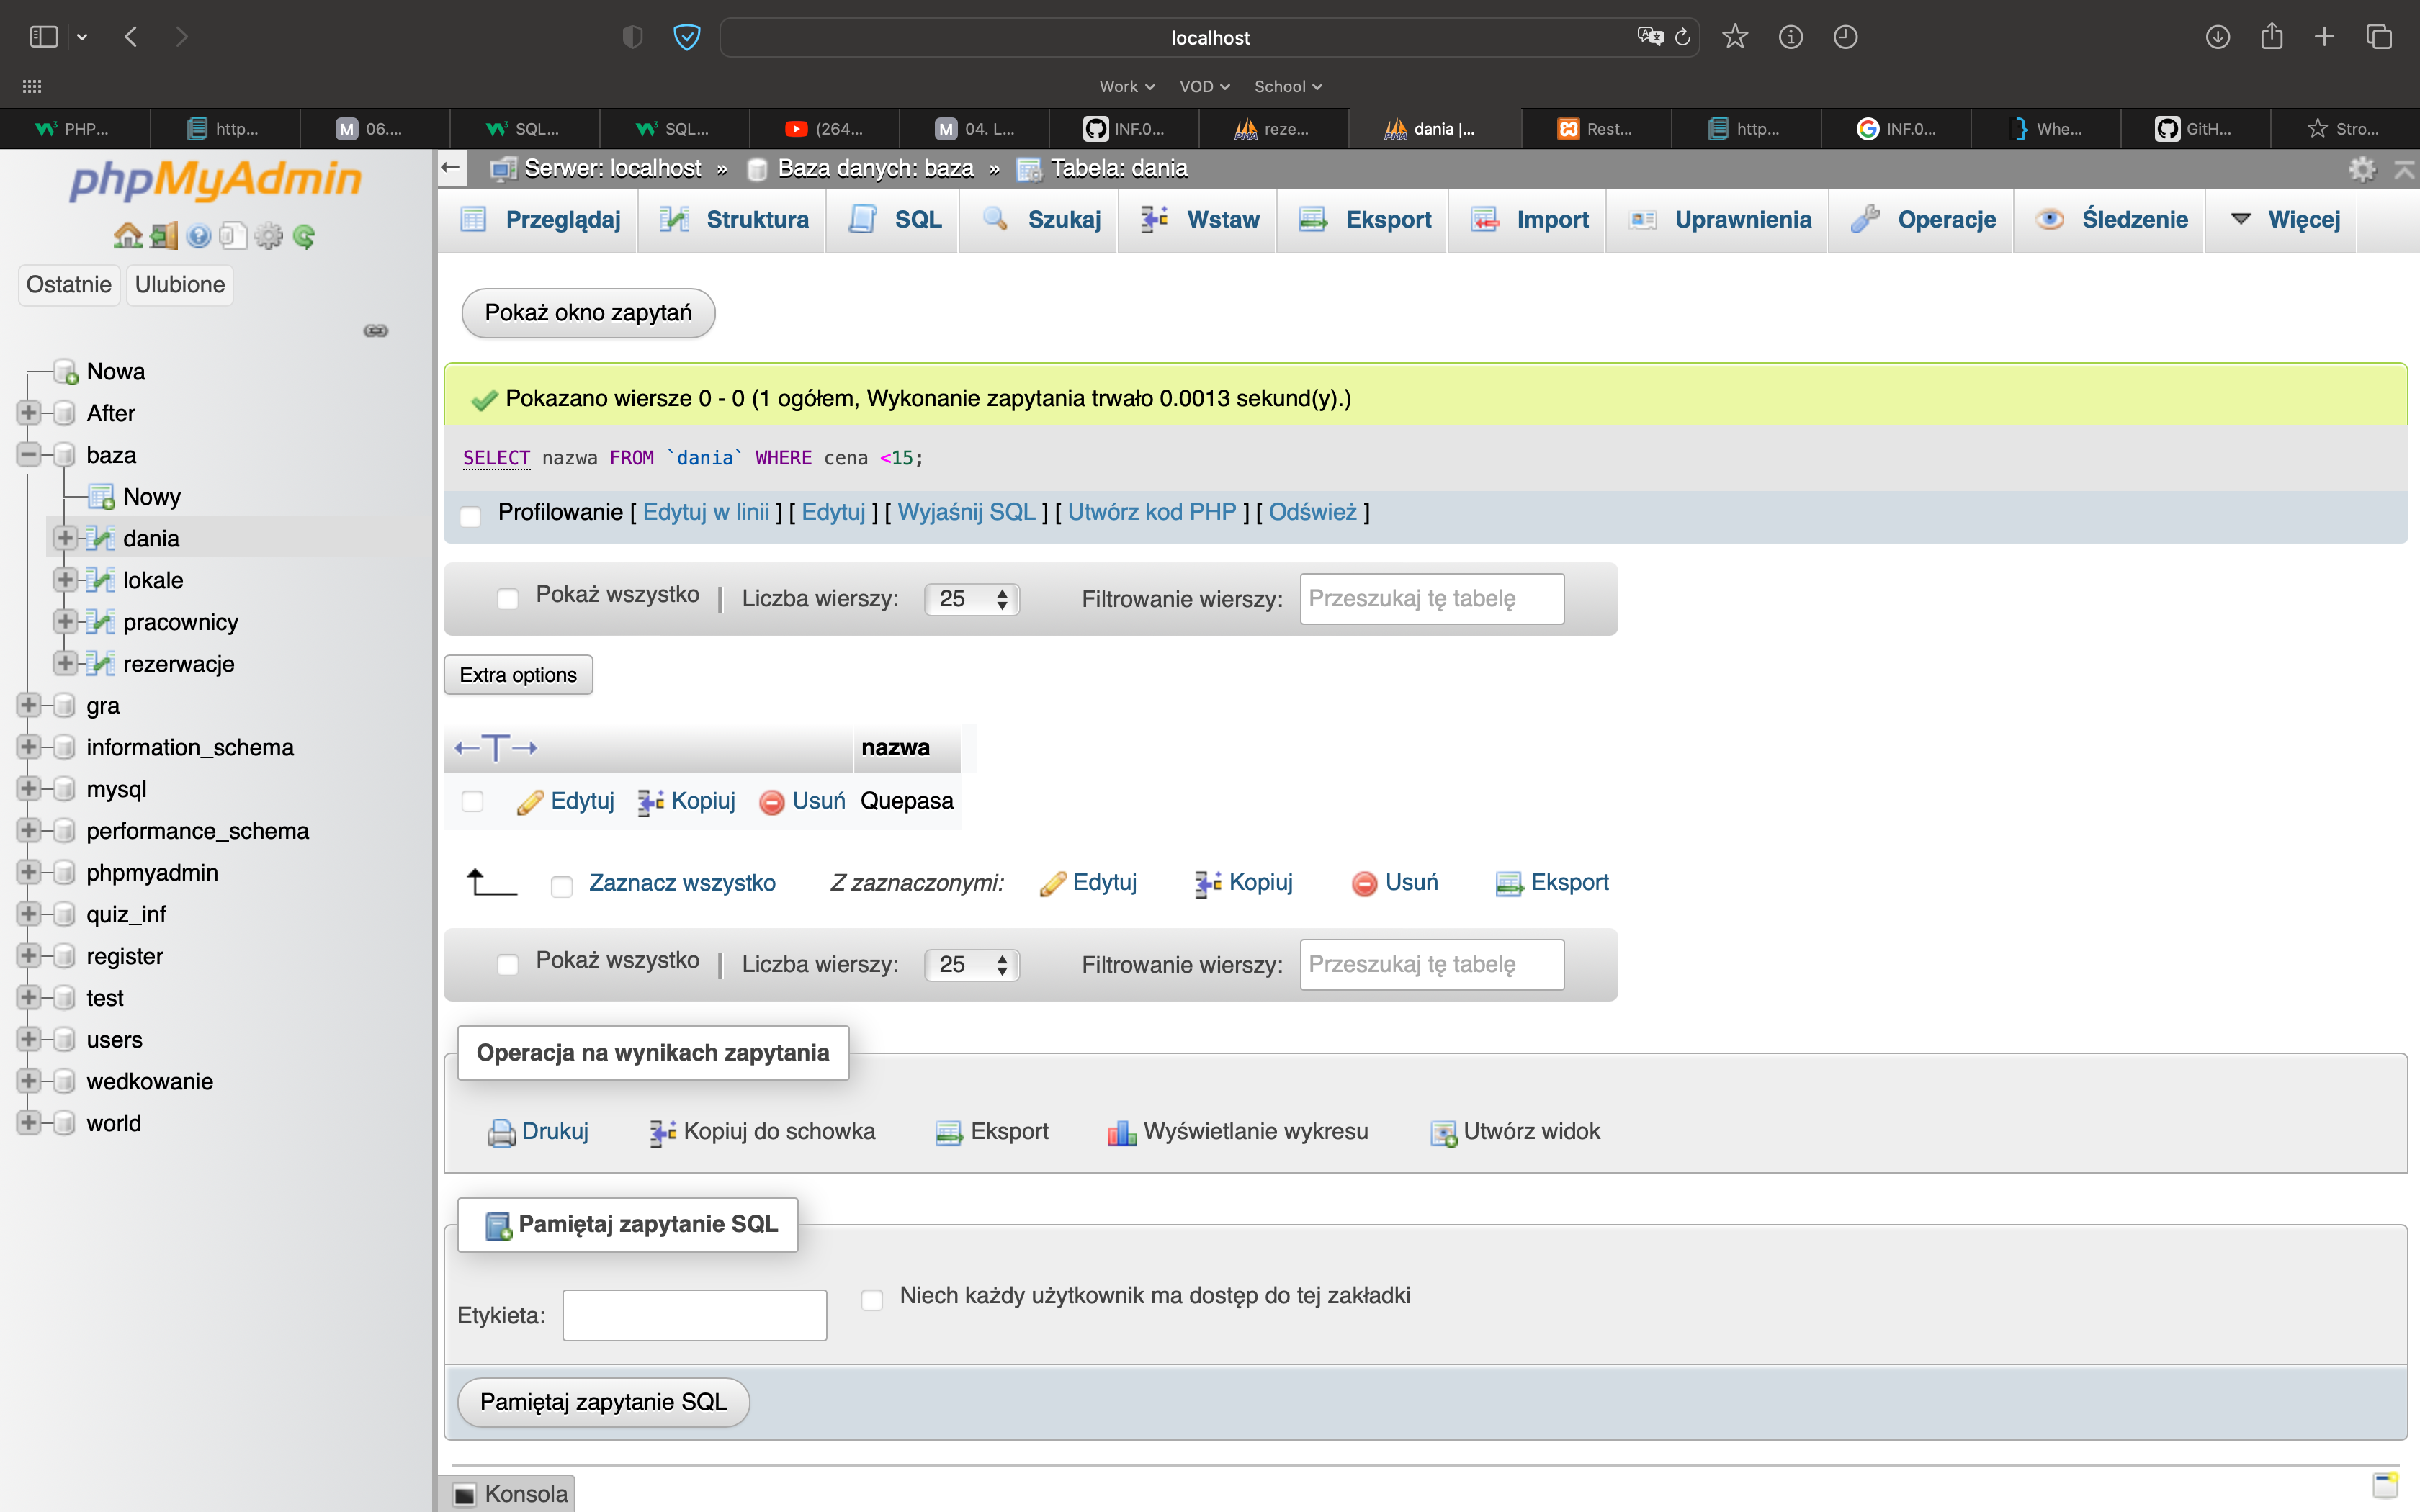 localhost
Work VOD School
PHP... http... 06.... SQL... SQL... (264... 04. L... INF.0... reze... dania |... Rest... http... INF.0... Whe... GitH... Stro...
phpMyAdmin
Ostatnie Ulubione
Nowa
After
baza
Nowy
dania
lokale
pracownicy
rezerwacje
gra
information_schema
mysql
performance_schema
phpmyadmin
quiz_inf
register
test
users
wedkowanie
world
Serwer: localhost » Baza danych: baza » Tabela: dania
Przeglądaj Struktura SQL Szukaj Wstaw Eksport Import Uprawnienia Operacje Śledzenie Więcej
Pokaż okno zapytań
Pokazano wiersze 0 - 0 (1 ogółem, Wykonanie zapytania trwało 0.0013 sekund(y).)
SELECT nazwa FROM `dania` WHERE cena <15;
Profilowanie [ Edytuj w linii ] [ Edytuj ] [ Wyjaśnij SQL ] [ Utwórz kod PHP ] [ Odśwież ]
Pokaż wszystko | Liczba wierszy: 25 Filtrowanie wierszy: Przeszukaj tę tabelę
Extra options
←T→ nazwa
Edytuj Kopiuj Usuń Quepasa
Zaznacz wszystko Z zaznaczonymi: Edytuj Kopiuj Usuń Eksport
Pokaż wszystko | Liczba wierszy: 25 Filtrowanie wierszy: Przeszukaj tę tabelę
Operacja na wynikach zapytania
Drukuj Kopiuj do schowka Eksport Wyświetlanie wykresu Utwórz widok
Pamiętaj zapytanie SQL
Etykieta: Niech każdy użytkownik ma dostęp do tej zakładki
Pamiętaj zapytanie SQL
Konsola